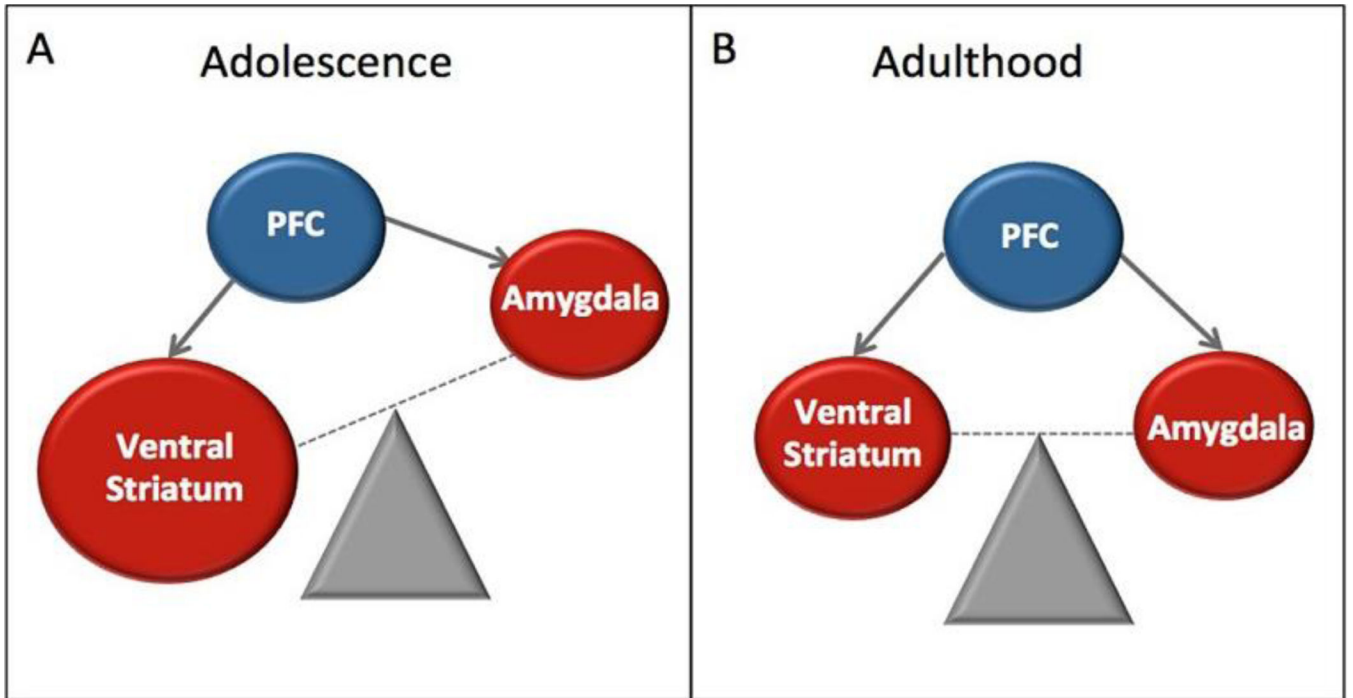 A
Adolescence
PFC
Amygdala
Ventral
Striatum
B
Adulthood
PFC
Ventral
Striatum
Amygdala